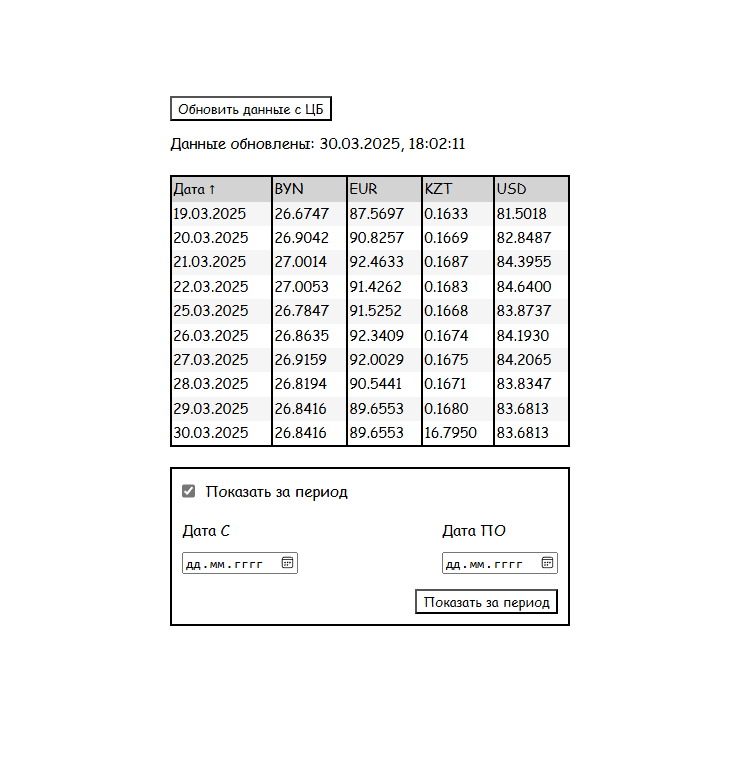 Обновить данные с ЦБ
Данные обновлены: 30.03.2025, 18:02:11
Дата ↑ BYN EUR KZT USD
19.03.2025 26.6747 87.5697 0.1633 81.5018
20.03.2025 26.9042 90.8257 0.1669 82.8487
21.03.2025 27.0014 92.4633 0.1687 84.3955
22.03.2025 27.0053 91.4262 0.1683 84.6400
25.03.2025 26.7847 91.5252 0.1668 83.8737
26.03.2025 26.8635 92.3409 0.1674 84.1930
27.03.2025 26.9159 92.0029 0.1675 84.2065
28.03.2025 26.8194 90.5441 0.1671 83.8347
29.03.2025 26.8416 89.6553 0.1680 83.6813
30.03.2025 26.8416 89.6553 16.7950 83.6813
Показать за период
Дата С Дата ПО
дд.мм.гггг дд.мм.гггг
Показать за период